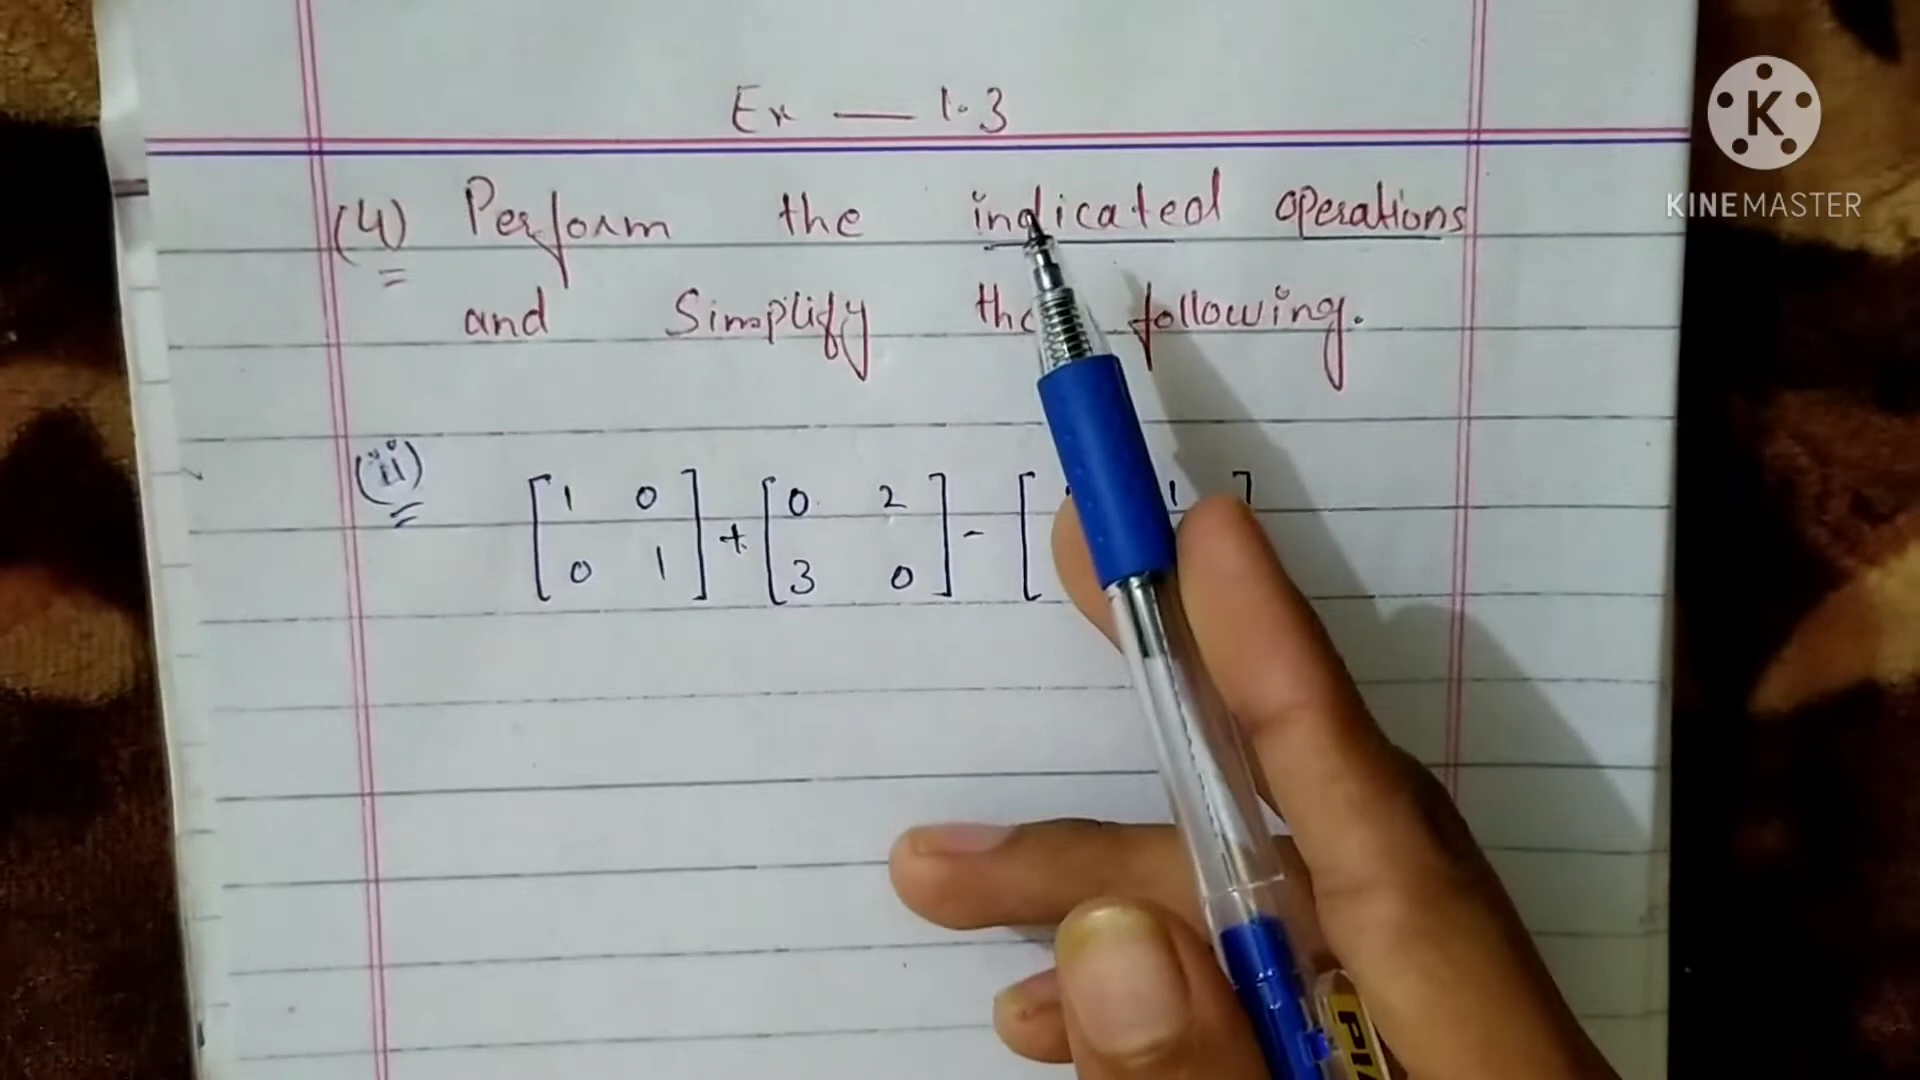 Ex — 1.3
(4) Perform the indicated operations
and Simplify the following.
(ii) [1 0] + [0 2] - [ 1]
[0 1] [3 0] [
K
KINEMASTER